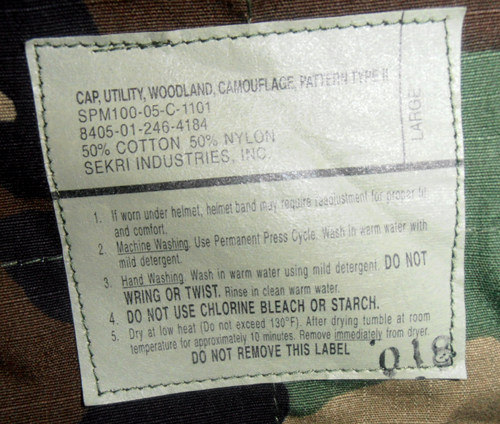 CAP, UTILITY, WOODLAND, CAMOUFLAGE, PATTERN TYPE II
SPM100-05-C-1101
8405-01-246-4184
50% COTTON 50% NYLON
SEKRI INDUSTRIES, INC.
LARGE
1. If worn under helmet, helmet band may require readjustment for proper fit
and comfort.
2. Machine Washing. Use Permanent Press Cycle. Wash in warm water with
mild detergent.
3. Hand Washing. Wash in warm water using mild detergent. DO NOT
WRING OR TWIST. Rinse in clean warm water.
4. DO NOT USE CHLORINE BLEACH OR STARCH.
5. Dry at low heat (Do not exceed 130°F). After drying tumble at room
temperature for approximately 10 minutes. Remove immediately from dryer.
DO NOT REMOVE THIS LABEL
018